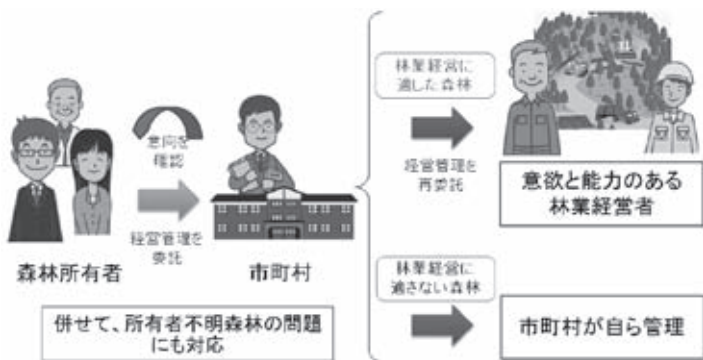 意向を
確認
経営管理を
委託
森林所有者
市町村
併せて、所有者不明森林の問題
にも対応
林業経営に
適した森林
経営管理を
再委託
意欲と能力のある
林業経営者
林業経営に
適さない森林
市町村が自ら管理